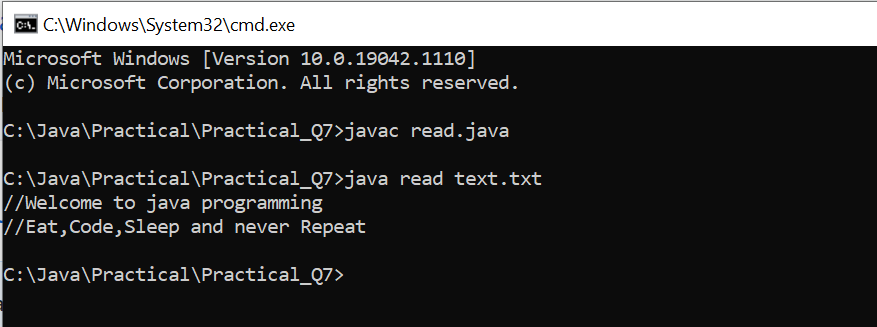 C:\Windows\System32\cmd.exe
Microsoft Windows [Version 10.0.19042.1110]
(c) Microsoft Corporation. All rights reserved.
C:\Java\Practical\Practical_Q7>javac read.java
C:\Java\Practical\Practical_Q7>java read text.txt
//Welcome to java programming
//Eat,Code,Sleep and never Repeat
C:\Java\Practical\Practical_Q7>